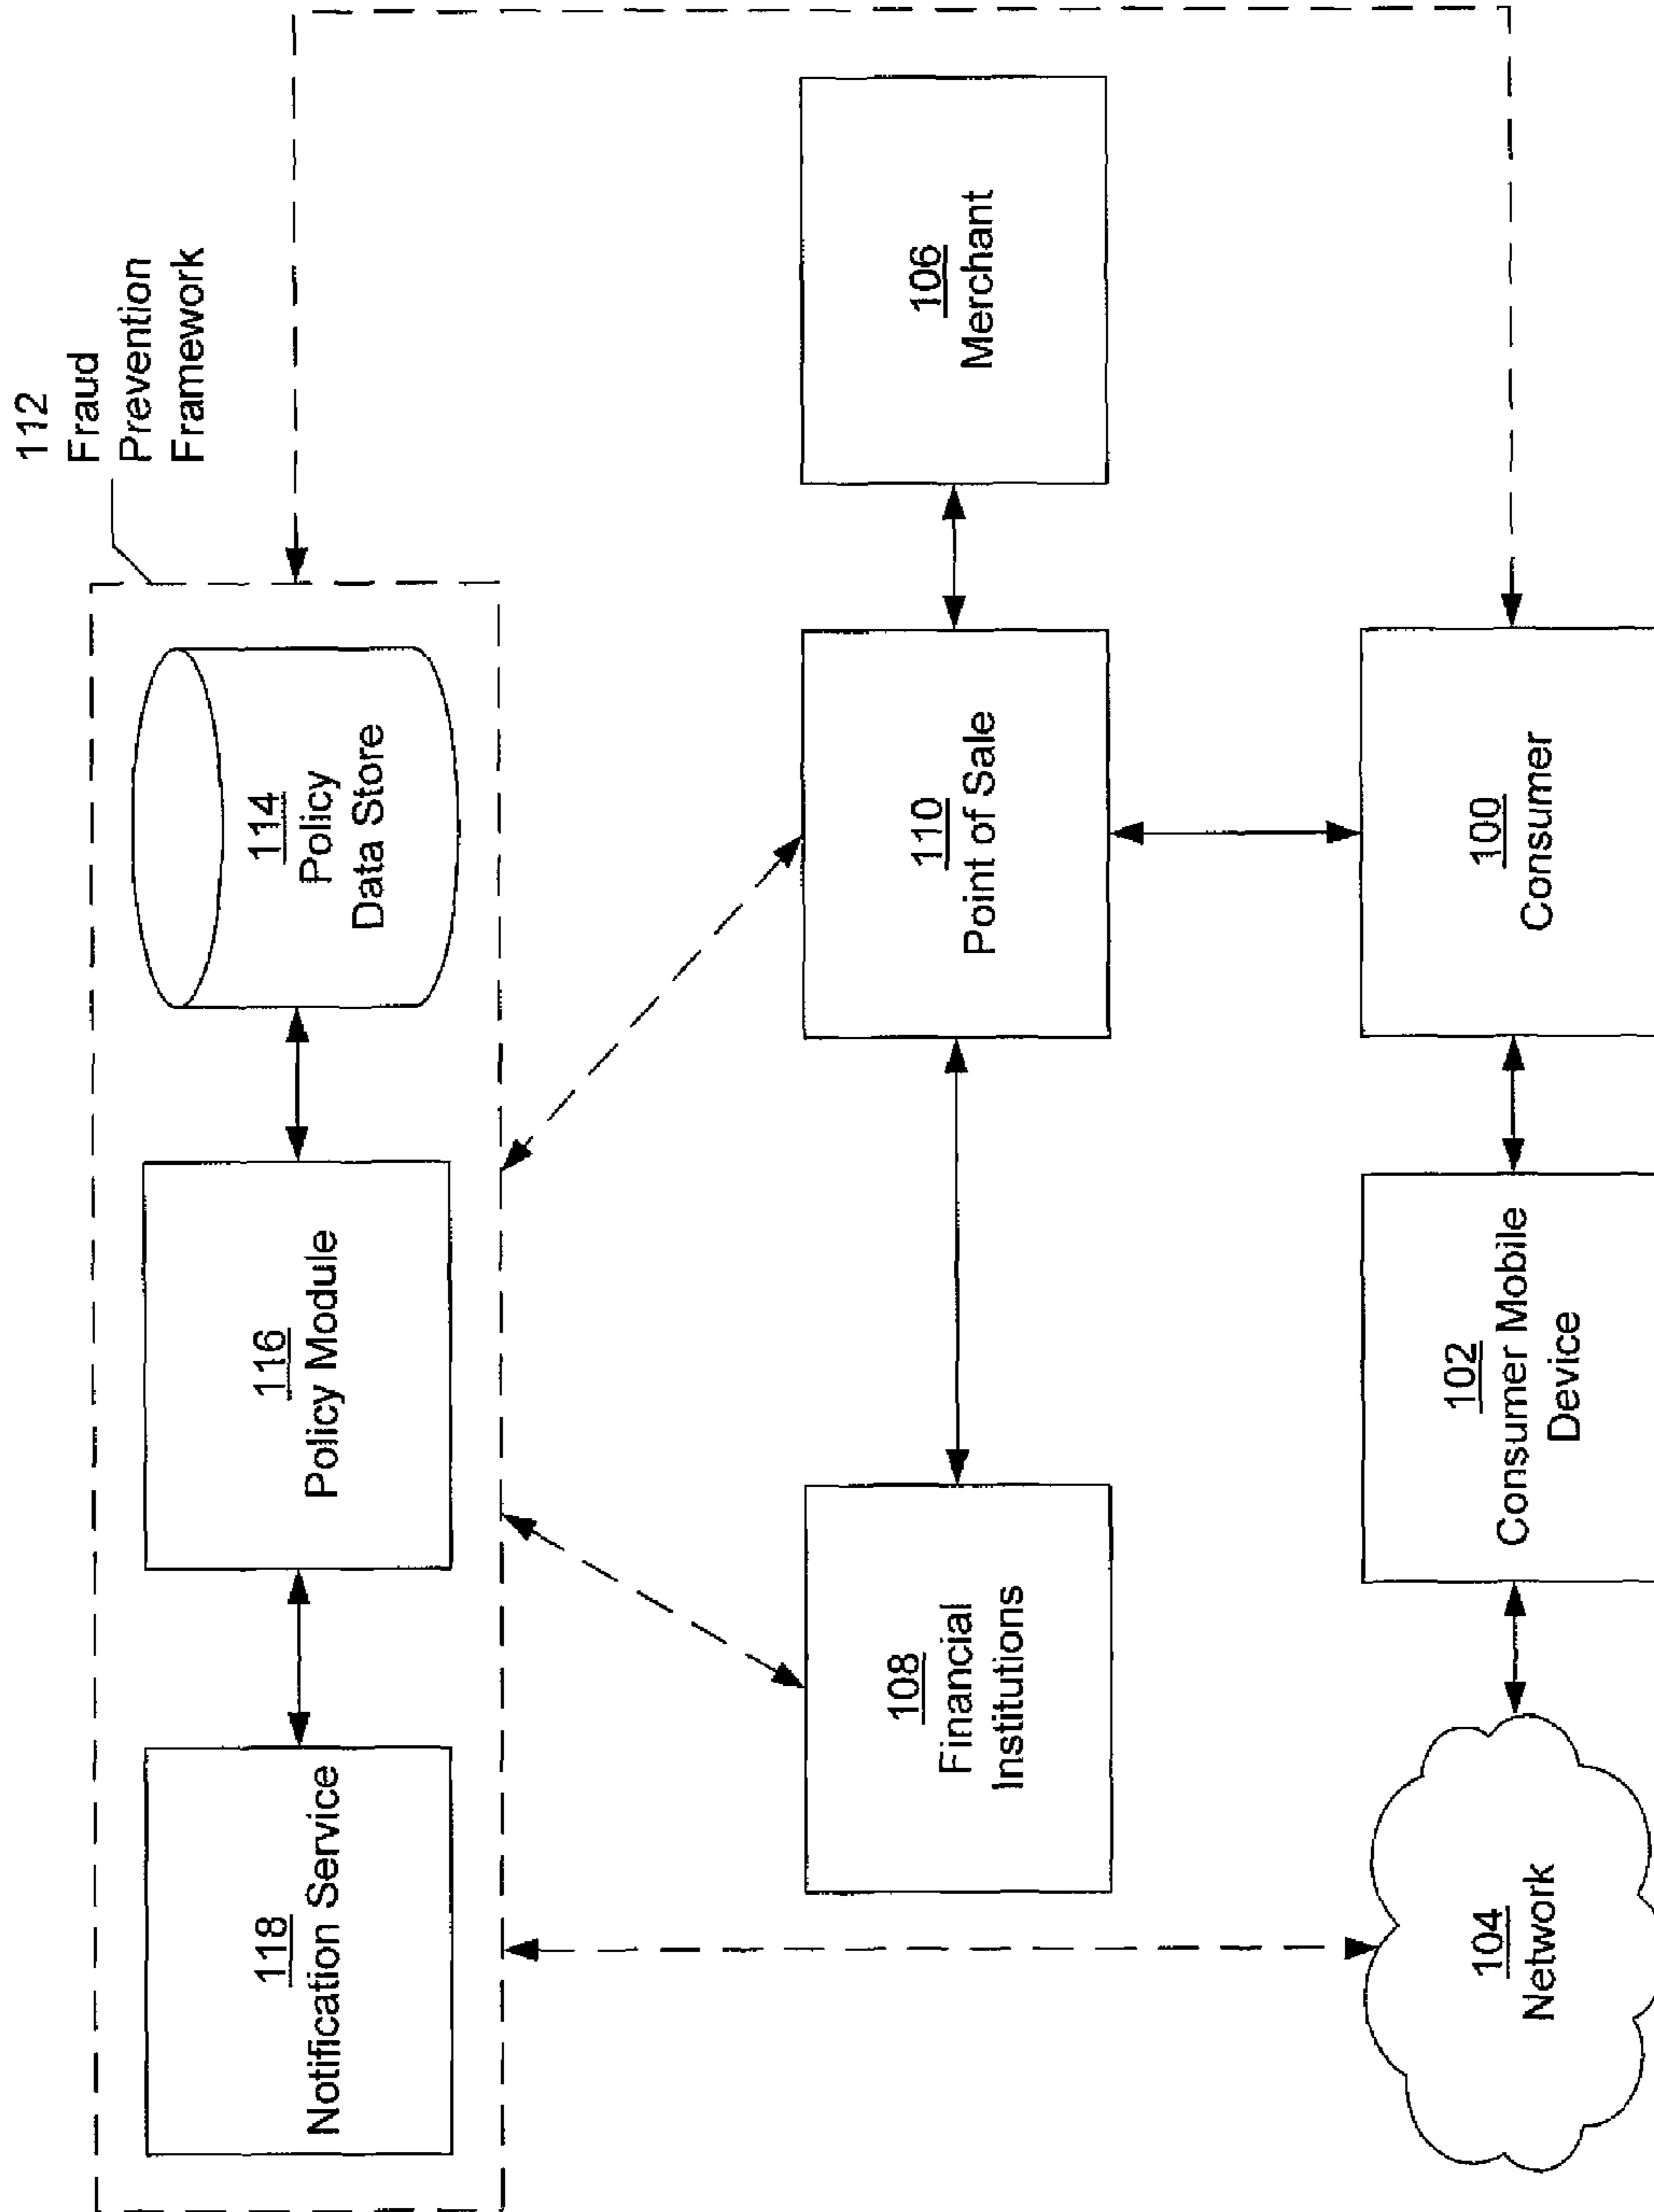 112
Fraud
Prevention
Framework
118
Notification Service
116
Policy Module
114
Policy
Data Store
108
Financial
Institutions
110
Point of Sale
106
Merchant
104
Network
102
Consumer Mobile
Device
100
Consumer